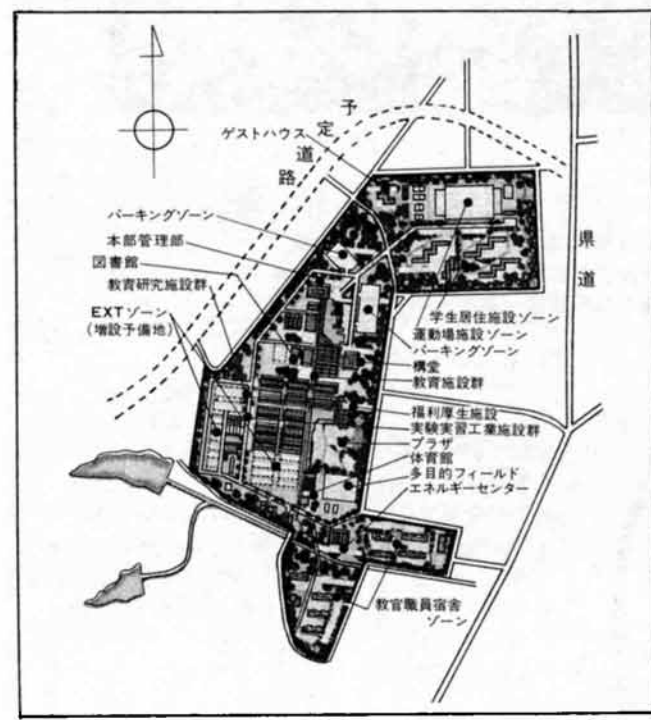 予定道路
ゲストハウス
パーキングゾーン
本部管理部
図書館
教育研究施設群
EXTゾーン
(増設予備地)
県道
学生居住施設ゾーン
運動場施設ゾーン
パーキングゾーン
構堂
教育施設群
福利厚生施設
実験実習工業施設群
プラザ
体育館
多目的フィールド
エネルギーセンター
教官職員宿舎
ゾーン